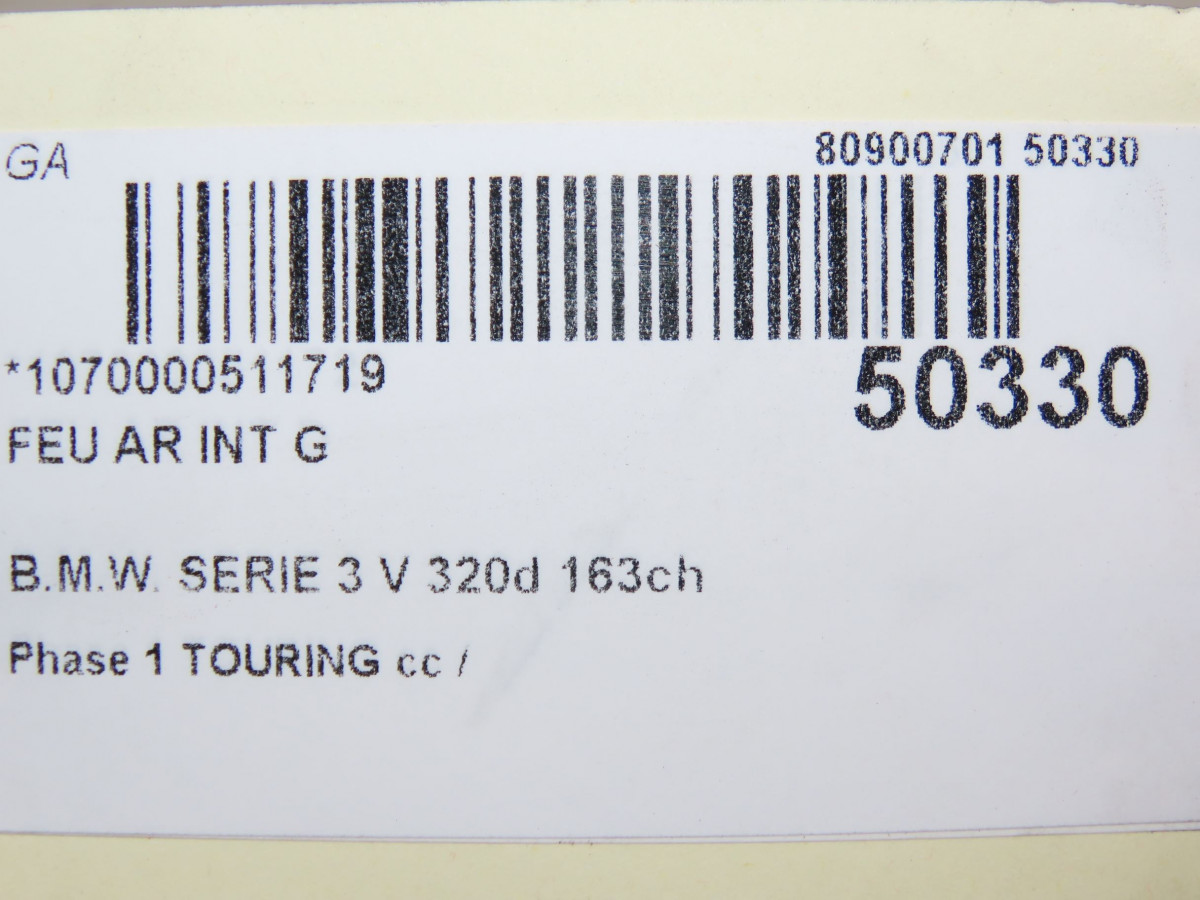 GA
80900701 50330
*1070000511719
50330
FEU AR INT G
B.M.W. SERIE 3 V 320d 163ch
Phase 1 TOURING cc /